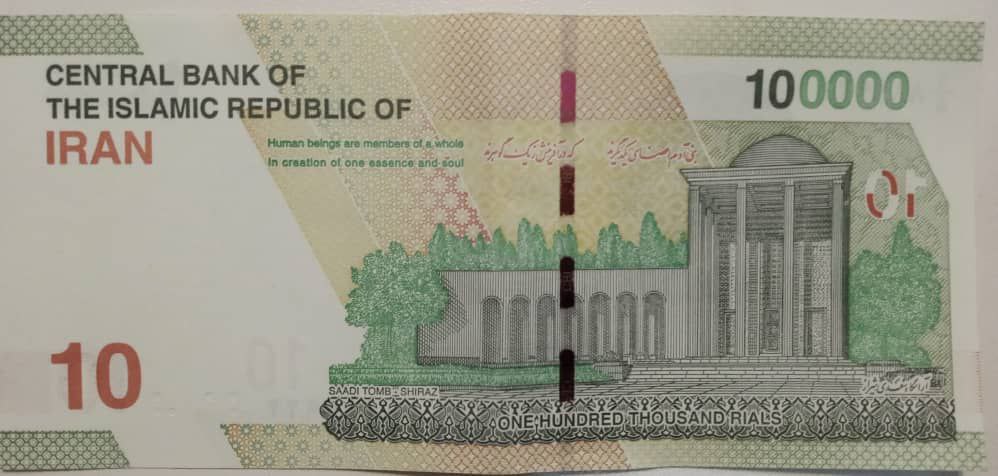 CENTRAL BANK OF
THE ISLAMIC REPUBLIC OF
IRAN
100000
Human beings are members of a whole
In creation of one essence and soul
بنی آدم اعضای یکدیگرند
که در آفرینش ز یک گوهرند
10
10
SAADI TOMB - SHIRAZ
ONE HUNDRED THOUSAND RIALS